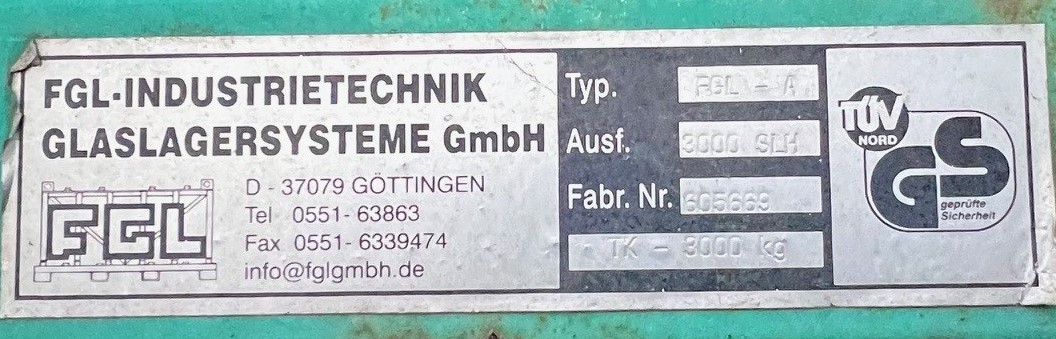 FGL-INDUSTRIETECHNIK
GLASLAGERSYSTEME GmbH
FGL
D - 37079 GÖTTINGEN
Tel 0551- 63863
Fax 0551- 6339474
info@fglgmbh.de
Typ. FGL - A
Ausf. 3000 SLH
Fabr. Nr. 605669
TK - 3000 kg
TÜV
NORD
GS
geprüfte
Sicherheit